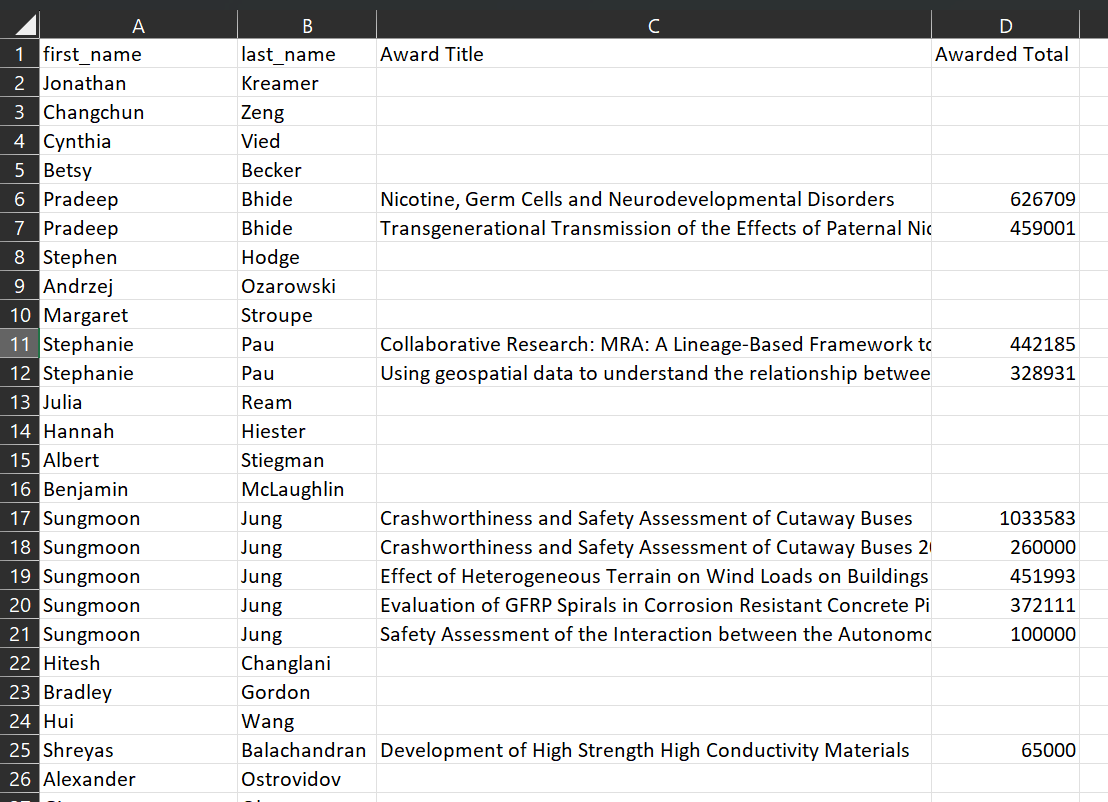 A B C D
1 first_name last_name Award Title Awarded Total
2 Jonathan Kreamer
3 Changchun Zeng
4 Cynthia Vied
5 Betsy Becker
6 Pradeep Bhide Nicotine, Germ Cells and Neurodevelopmental Disorders 626709
7 Pradeep Bhide Transgenerational Transmission of the Effects of Paternal 459001
8 Stephen Hodge
9 Andrzej Ozarowski
10 Margaret Stroupe
11 Stephanie Pau Collaborative Research: MRA: A Lineage-Based Framework 442185
12 Stephanie Pau Using geospatial data to understand the relationship 328931
13 Julia Ream
14 Hannah Hiester
15 Albert Stiegman
16 Benjamin McLaughlin
17 Sungmoon Jung Crashworthiness and Safety Assessment of Cutaway Buses 1033583
18 Sungmoon Jung Crashworthiness and Safety Assessment of Cutaway Buses 260000
19 Sungmoon Jung Effect of Heterogeneous Terrain on Wind Loads on Buildings 451993
20 Sungmoon Jung Evaluation of GFRP Spirals in Corrosion Resistant Concrete 372111
21 Sungmoon Jung Safety Assessment of the Interaction between the 100000
22 Hitesh Changlani
23 Bradley Gordon
24 Hui Wang
25 Shreyas Balachandran Development of High Strength High Conductivity Materials 65000
26 Alexander Ostrovidov